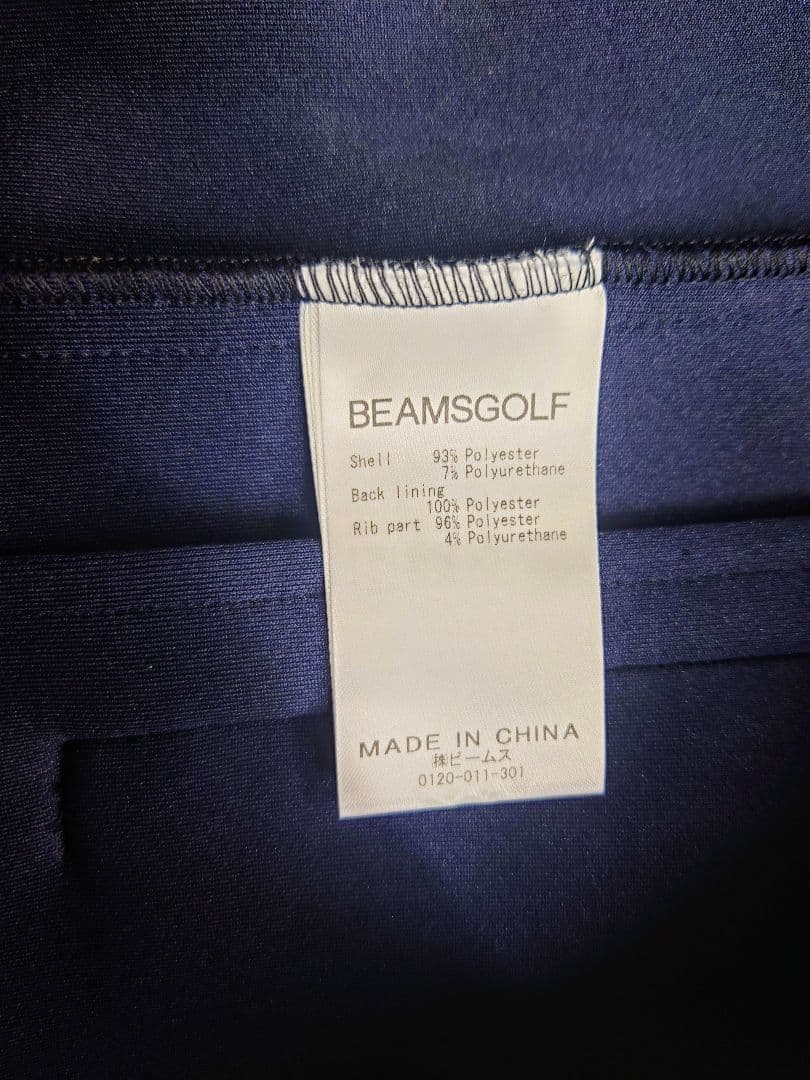 BEAMSGOLF
Shell 93% Polyester
7% Polyurethane
Back lining
100% Polyester
Rib part 96% Polyester
4% Polyurethane
MADE IN CHINA
㈱ビームス
0120-011-301